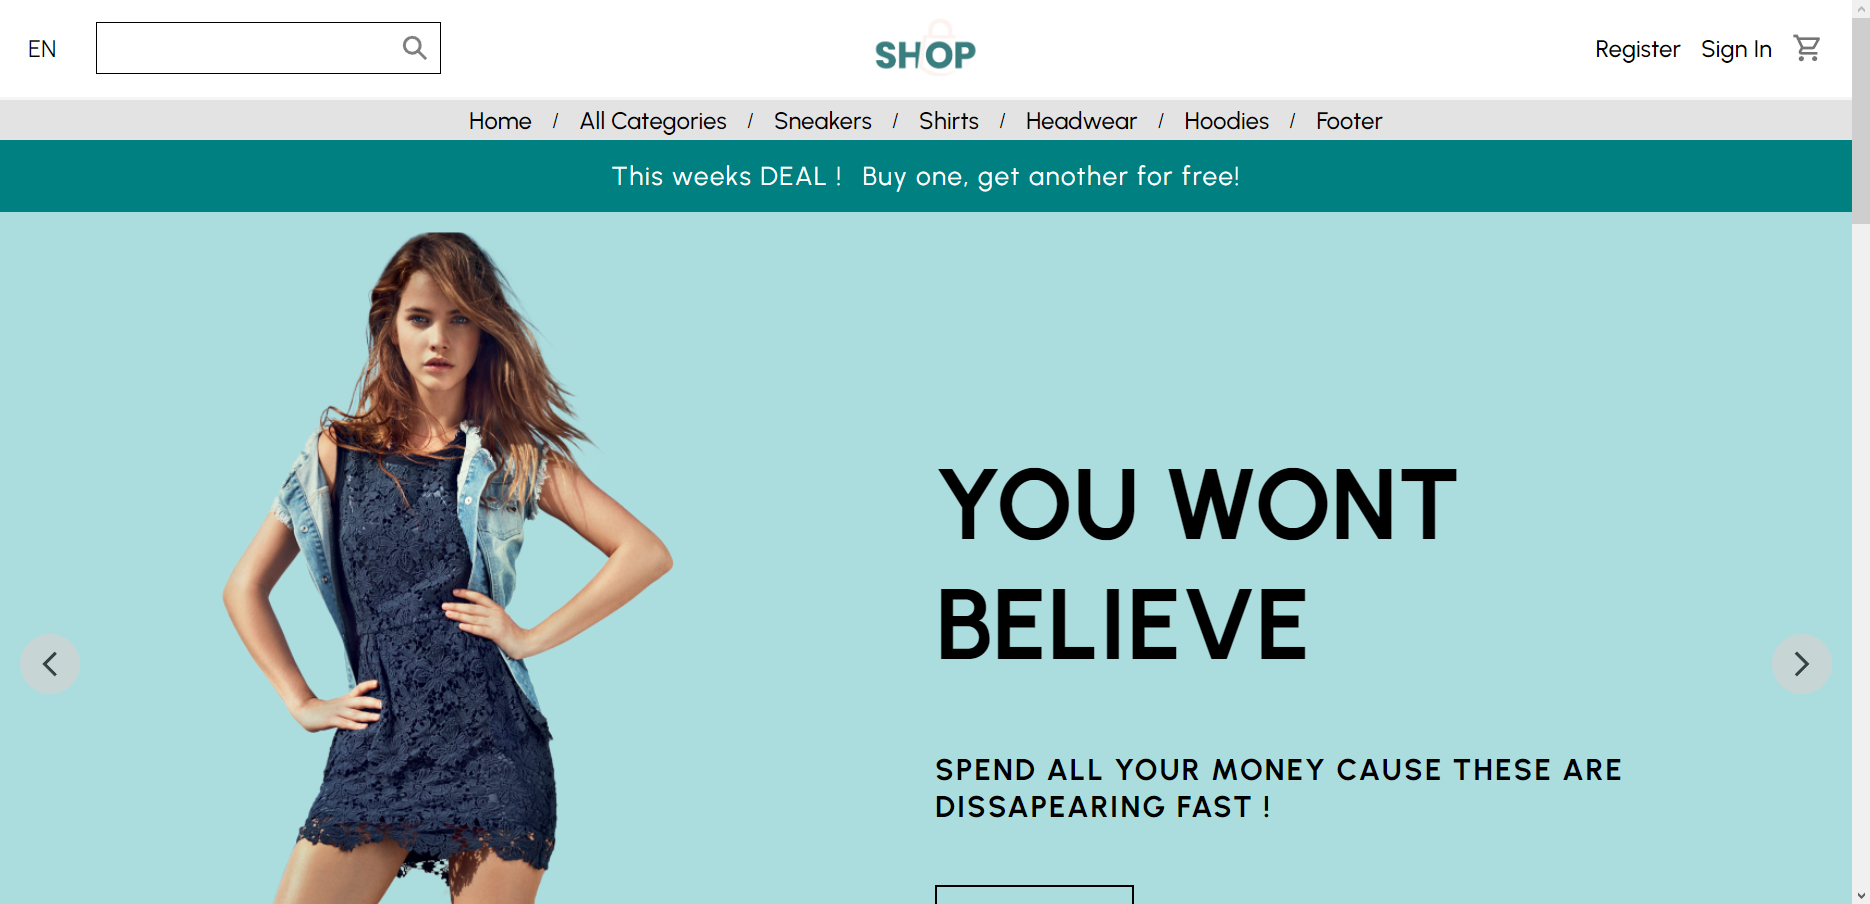 EN
SHOP
Register Sign In
Home / All Categories / Sneakers / Shirts / Headwear / Hoodies / Footer
This weeks DEAL ! Buy one, get another for free!
YOU WONT
BELIEVE
SPEND ALL YOUR MONEY CAUSE THESE ARE
DISSAPEARING FAST !